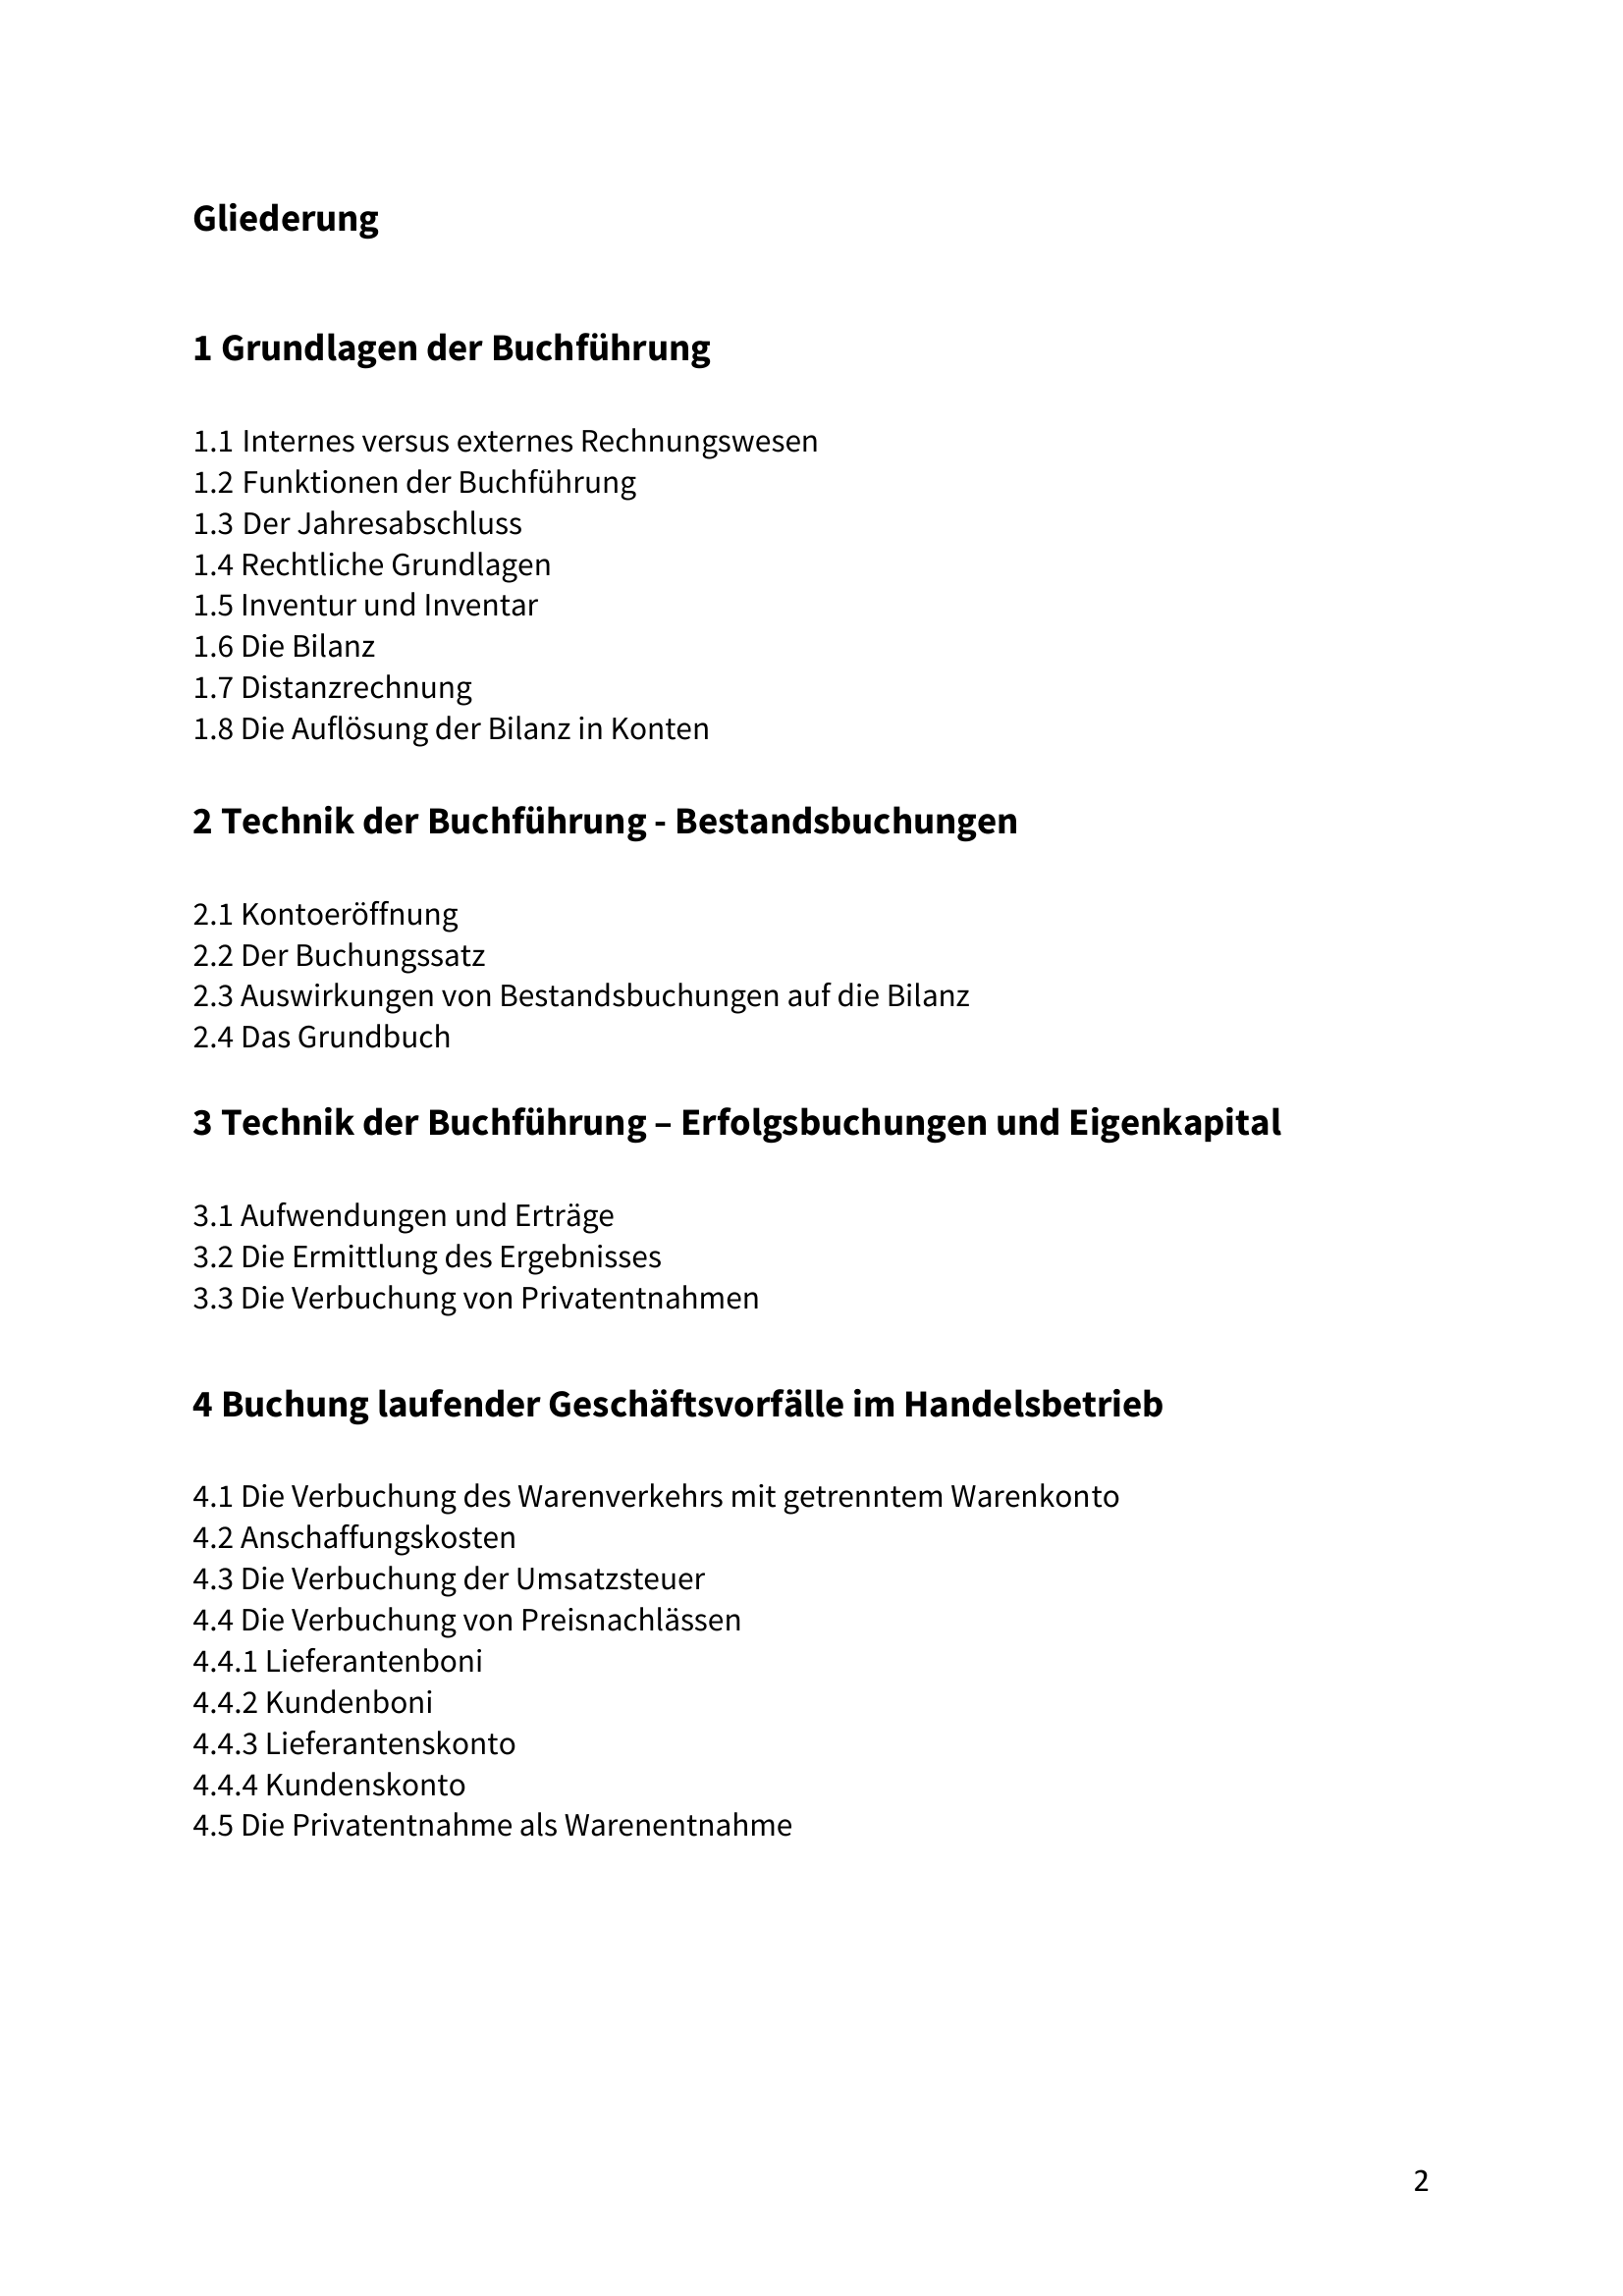 Gliederung
1 Grundlagen der Buchführung
1.1 Internes versus externes Rechnungswesen
1.2 Funktionen der Buchführung
1.3 Der Jahresabschluss
1.4 Rechtliche Grundlagen
1.5 Inventur und Inventar
1.6 Die Bilanz
1.7 Distanzrechnung
1.8 Die Auflösung der Bilanz in Konten
2 Technik der Buchführung - Bestandsbuchungen
2.1 Kontoeröffnung
2.2 Der Buchungssatz
2.3 Auswirkungen von Bestandsbuchungen auf die Bilanz
2.4 Das Grundbuch
3 Technik der Buchführung – Erfolgsbuchungen und Eigenkapital
3.1 Aufwendungen und Erträge
3.2 Die Ermittlung des Ergebnisses
3.3 Die Verbuchung von Privatentnahmen
4 Buchung laufender Geschäftsvorfälle im Handelsbetrieb
4.1 Die Verbuchung des Warenverkehrs mit getrenntem Warenkonto
4.2 Anschaffungskosten
4.3 Die Verbuchung der Umsatzsteuer
4.4 Die Verbuchung von Preisnachlässen
4.4.1 Lieferantenboni
4.4.2 Kundenboni
4.4.3 Lieferantenskonto
4.4.4 Kundenskonto
4.5 Die Privatentnahme als Warenentnahme
2